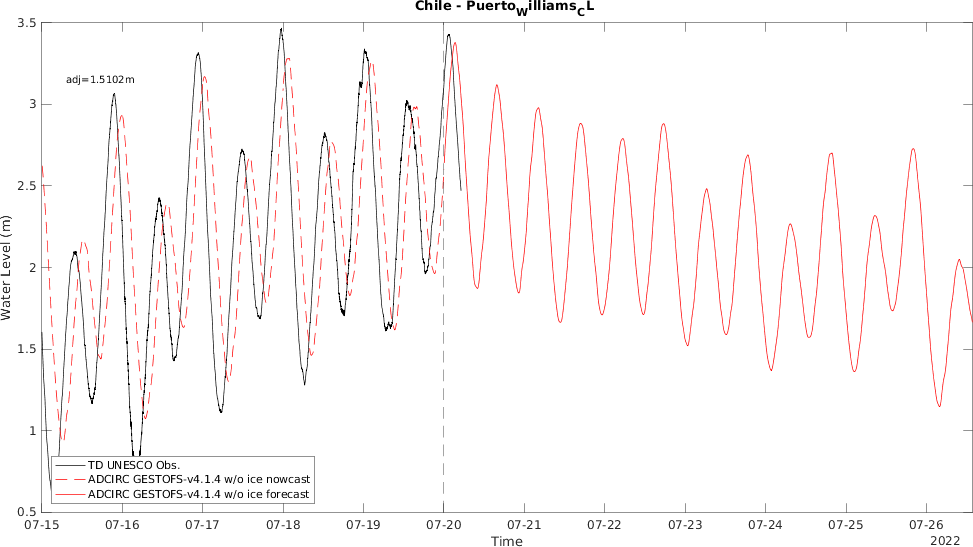 Chile - PuertoWilliamsCL
3.5
adj=1.5102m
3
2.5
Water Level (m)
2
1.5
1
TD UNESCO Obs.
ADCIRC GESTOFS-v4.1.4 w/o ice nowcast
ADCIRC GESTOFS-v4.1.4 w/o ice forecast
0.5
07-15 07-16 07-17 07-18 07-19 07-20 07-21 07-22 07-23 07-24 07-25 07-26
Time
2022